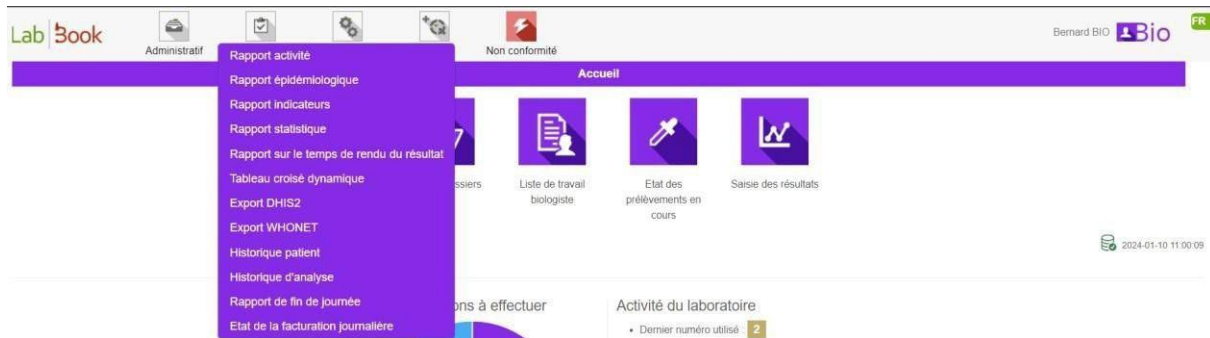 Lab Book
Administratif
Non conformité
Bernard BIO
Bio
FR
Accueil
Rapport activité
Rapport épidémiologique
Rapport indicateurs
Rapport statistique
Rapport sur le temps de rendu du résultat
Tableau croisé dynamique
Export DHIS2
Export WHONET
Historique patient
Historique d'analyse
Rapport de fin de journée
Etat de la facturation journalière
ssiers
Liste de travail
biologiste
Etat des
prélèvements en
cours
Saisie des résultats
2024-01-10 11:00:09
ons à effectuer
Activité du laboratoire
• Dernier numéro utilisé : 2